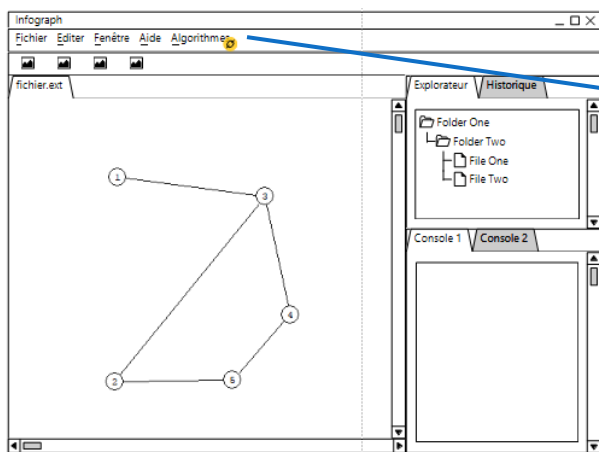 Infograph
Fichier Editer Fenêtre Aide Algorithmes
fichier.ext
Explorateur Historique
Folder One
Folder Two
File One
File Two
1
3
4
2
5
Console 1 Console 2